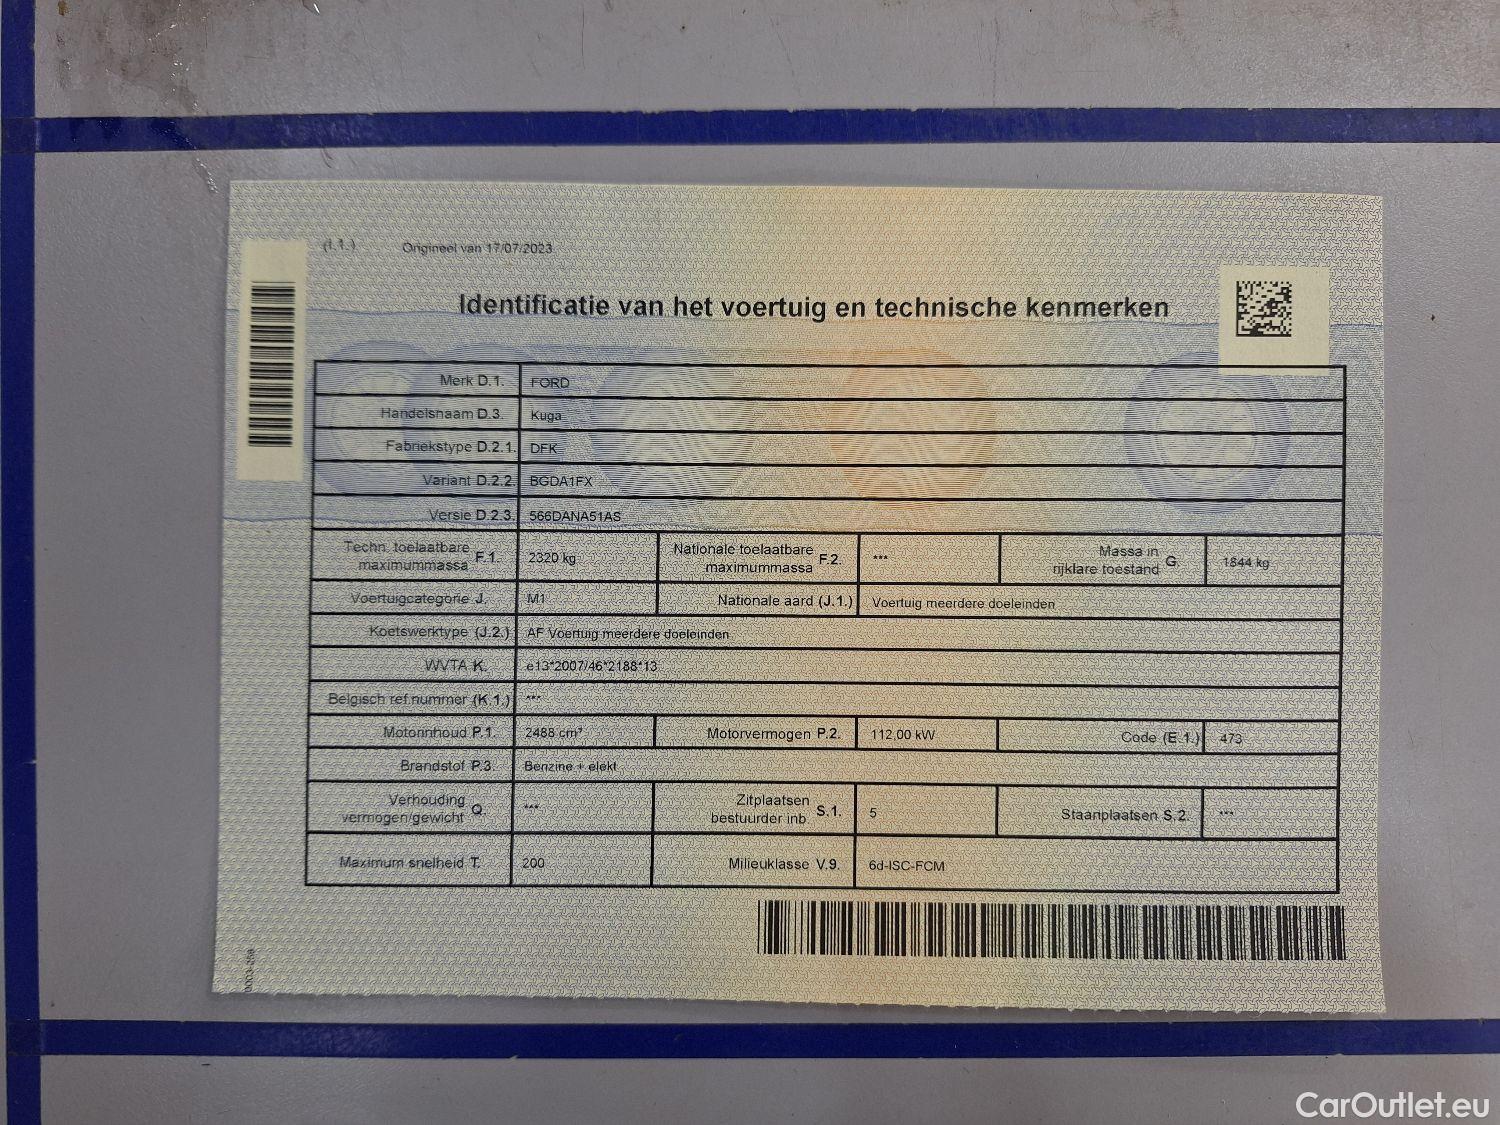 (I.1.) Origineel van 17/07/2023
Identificatie van het voertuig en technische kenmerken
Merk D.1. FORD
Handelsnaam D.3. Kuga
Fabriekstype D.2.1. DFK
Variant D.2.2. BGDA1FX
Versie D.2.3. 566DANA51AS
Techn. toelaatbare maximummassa F.1. 2320 kg Nationale toelaatbare maximummassa F.2. *** Massa in rijklare toestand G. 1844 kg
Voertuigcategorie J. M1 Nationale aard (J.1.) Voertuig meerdere doeleinden
Koetswerktype (J.2.) AF Voertuig meerdere doeleinden
WVTA K. e13*2007/46*2188*13
Belgisch ref.nummer (K.1.) ***
Motorinhoud P.1. 2488 cm³ Motorvermogen P.2. 112,00 kW Code (E.1.) 473
Brandstof P.3. Benzine + elekt
Verhouding vermogen/gewicht Q. *** Zitplaatsen bestuurder inb. S.1. 5 Staanplaatsen S.2. ***
Maximum snelheid T. 200 Milieuklasse V.9. 6d-ISC-FCM
CarOutlet.eu